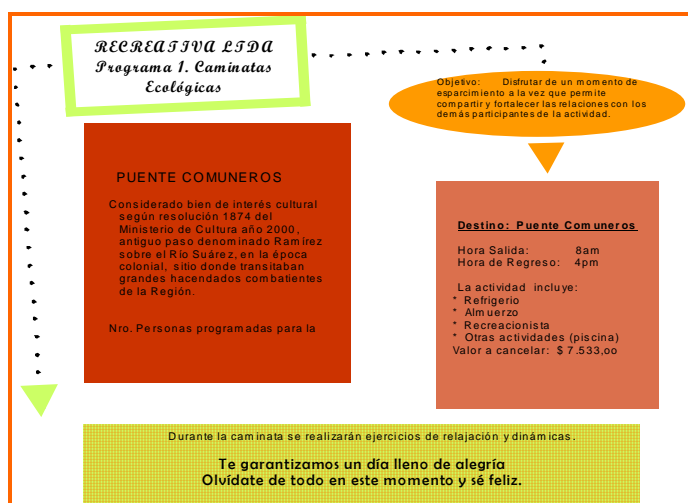 RECREATIVA LTDA
Programa 1. Caminatas
Ecológicas
Objetivo: Disfrutar de un momento de
esparcimiento a la vez que permite
compartir y fortalecer las relaciones con los
demás participantes de la actividad.
PUENTE COMUNEROS
Considerado bien de interés cultural
según resolución 1874 del
Ministerio de Cultura año 2000,
antiguo paso denominado Ramírez
sobre el Río Suárez, en la época
colonial, sitio donde transitaban
grandes hacendados combatientes
de la Región.
Nro. Personas programadas para la
Destino: Puente Comuneros
Hora Salida: 8am
Hora de Regreso: 4pm
La actividad incluye:
* Refrigerio
* Almuerzo
* Recreacionista
* Otras actividades (piscina)
Valor a cancelar: $ 7.533,oo
Durante la caminata se realizarán ejercicios de relajación y dinámicas.
Te garantizamos un día lleno de alegría
Olvídate de todo en este momento y sé feliz.